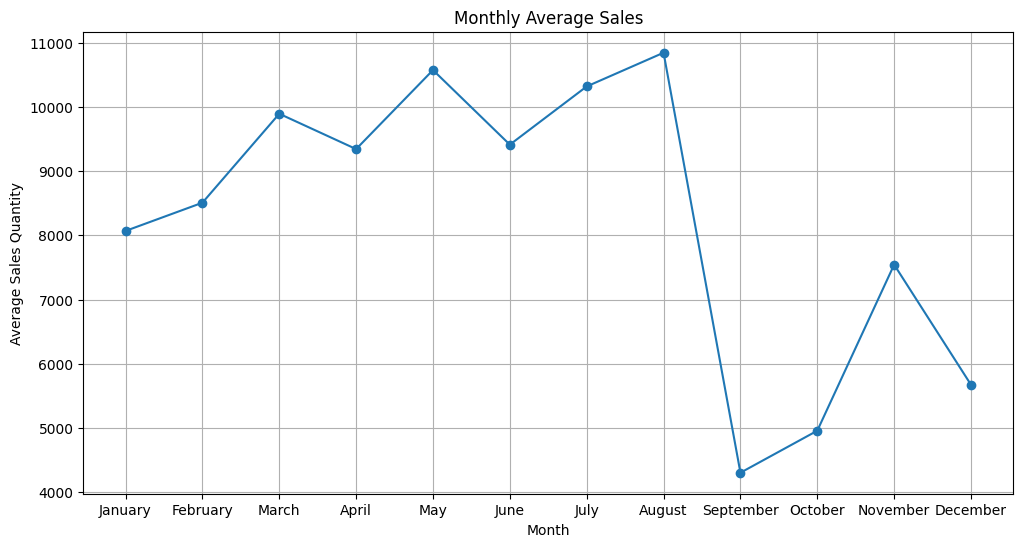 Monthly Average Sales
Average Sales Quantity
11000
10000
9000
8000
7000
6000
5000
4000
January February March April May June July August September October November December
Month